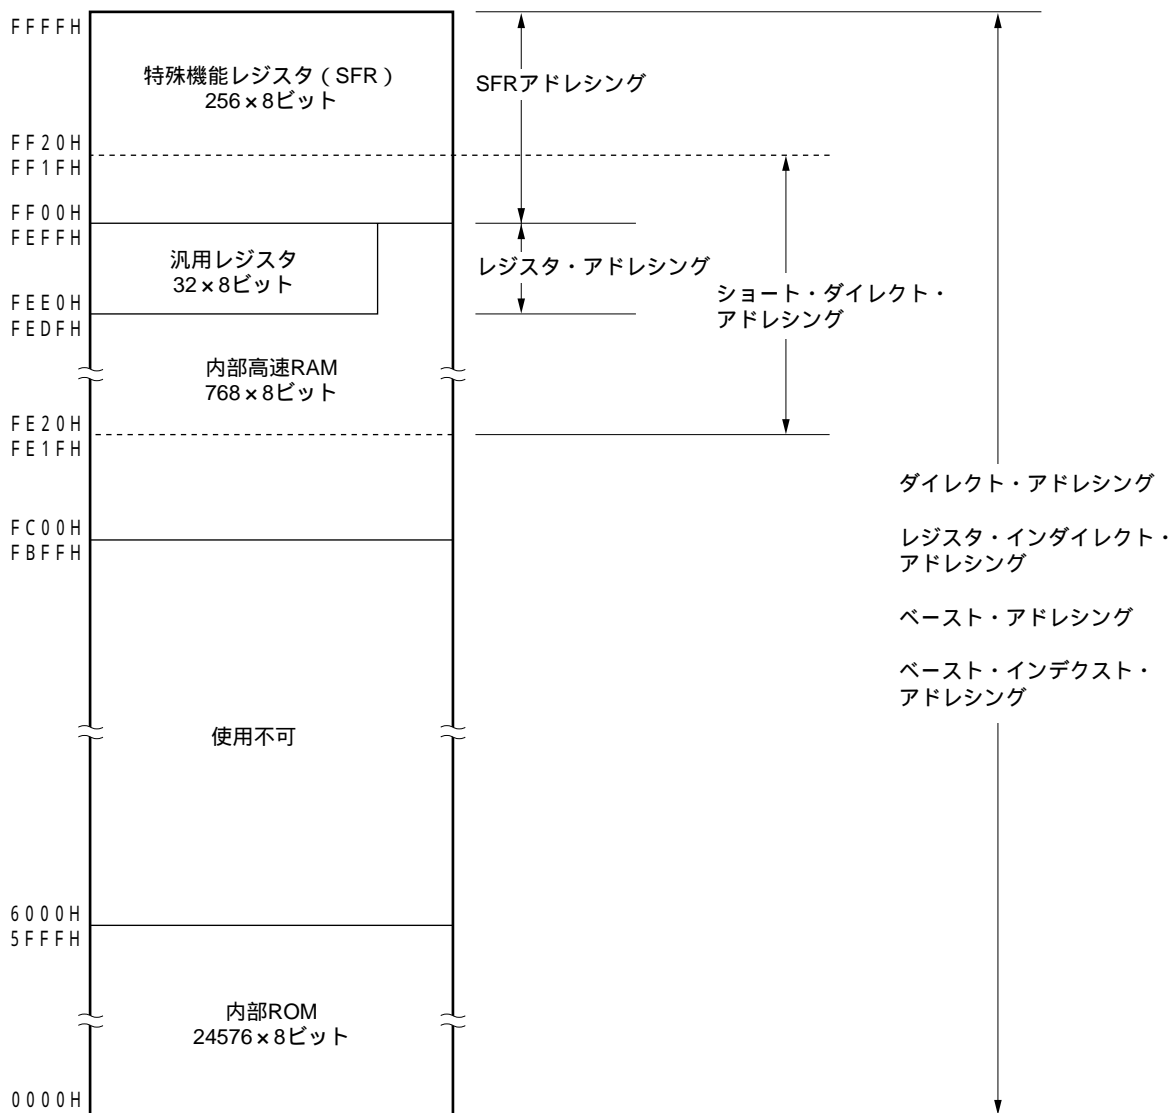 FFFFH
特殊機能レジスタ（SFR）
256×8ビット
SFRアドレシング
FF20H
FF1FH
FF00H
FEFFH
汎用レジスタ
32×8ビット
レジスタ・アドレシング
ショート・ダイレクト・
アドレシング
FEE0H
FEDFH
内部高速RAM
768×8ビット
FE20H
FE1FH
ダイレクト・アドレシング
レジスタ・インダイレクト・
アドレシング
ベースト・アドレシング
ベースト・インデクスト・
アドレシング
FC00H
FBFFH
使用不可
6000H
5FFFH
内部ROM
24576×8ビット
0000H